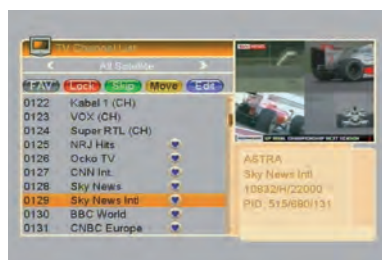 TV Channel List
All Satellite
FAV Lock Skip Move Edit
0122 Kabel 1 (CH)
0123 VOX (CH)
0124 Super RTL (CH)
0125 NRJ Hits
0126 Ocko TV
0127 CNN Int.
0128 Sky News
0129 Sky News Intl
0130 BBC World
0131 CNBC Europe
ASTRA
Sky News Intl
10832/H/22000
PID 515/680/131